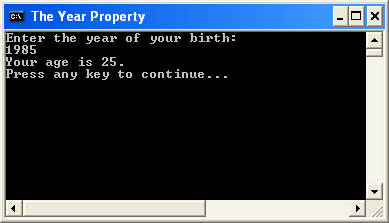 The Year Property
Enter the year of your birth:
1985
Your age is 25.
Press any key to continue...